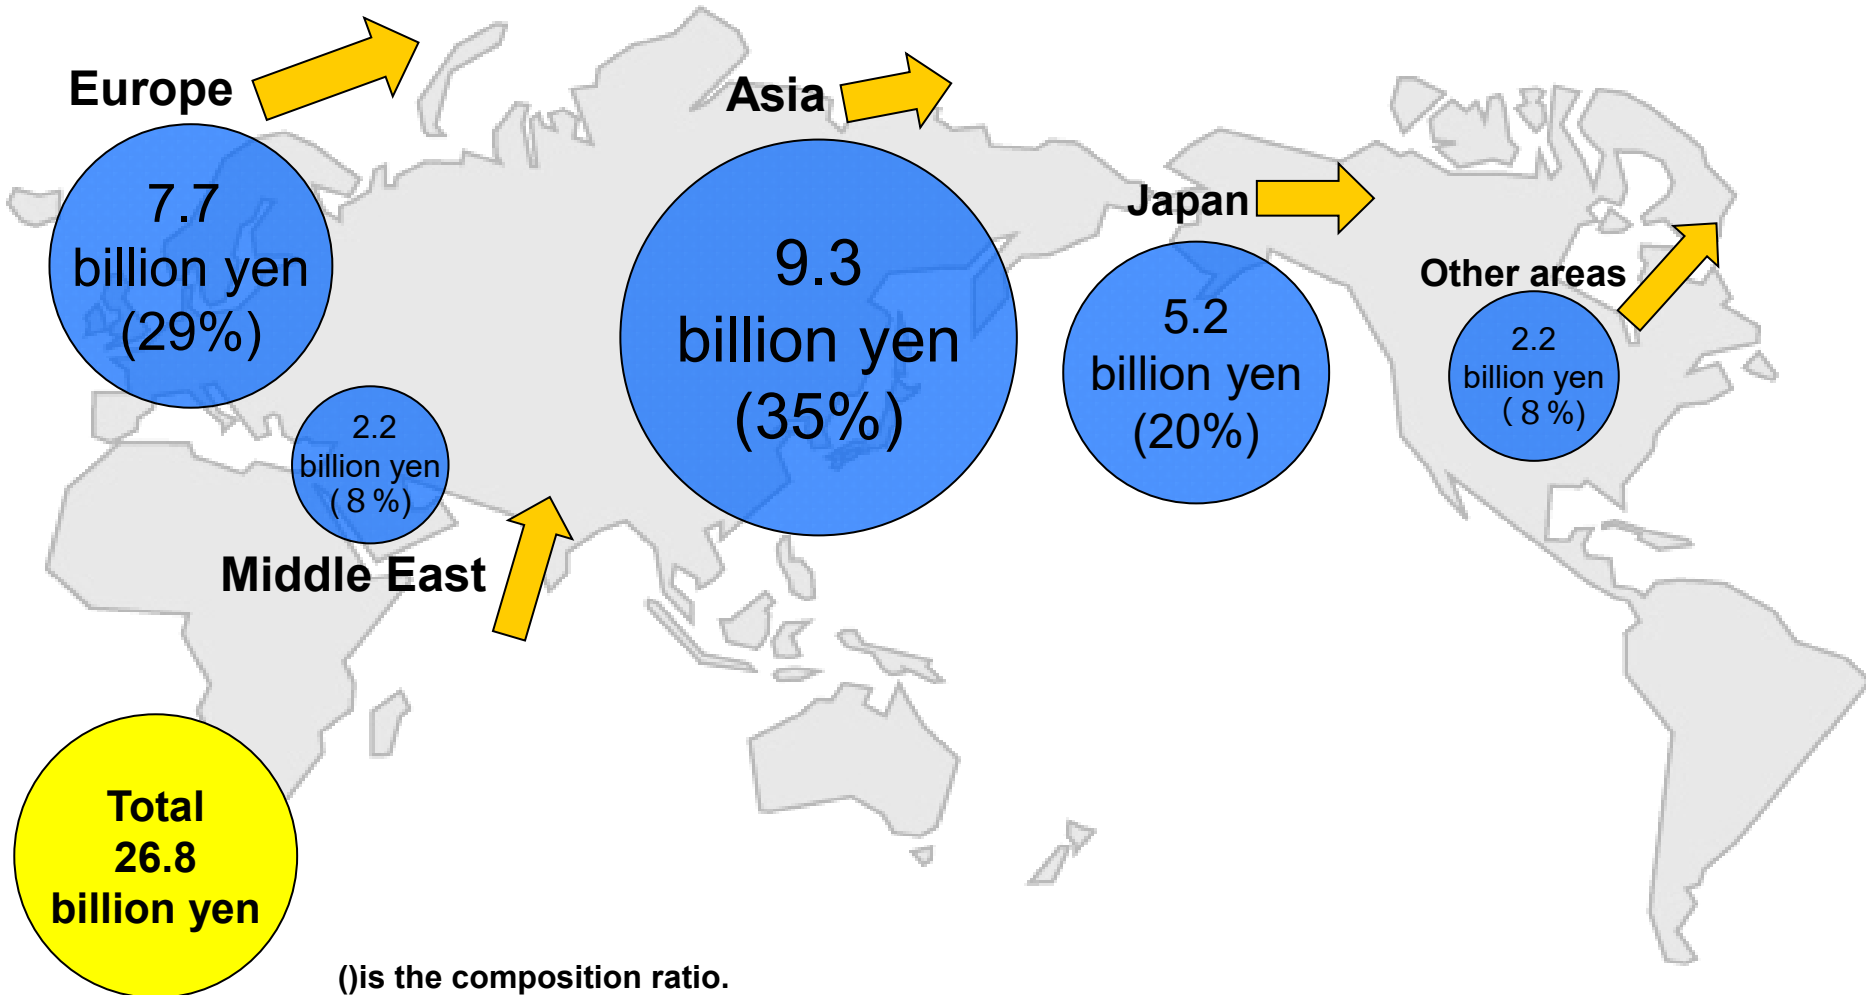 Europe
7.7
billion yen
(29%)
Asia
9.3
billion yen
(35%)
Japan
5.2
billion yen
(20%)
Other areas
2.2
billion yen
(８%)
2.2
billion yen
(８%)
Middle East
Total
26.8
billion yen
()is the composition ratio.